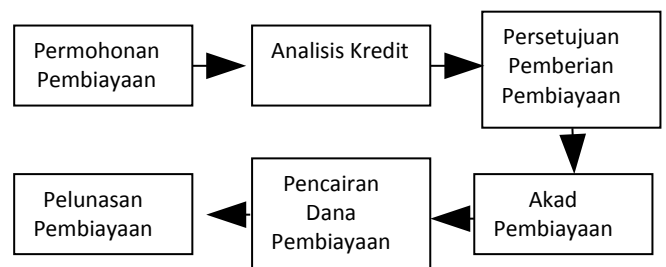 Permohonan
Pembiayaan
Analisis Kredit
Persetujuan
Pemberian
Pembiayaan
Akad
Pembiayaan
Pencairan
Dana
Pembiayaan
Pelunasan
Pembiayaan